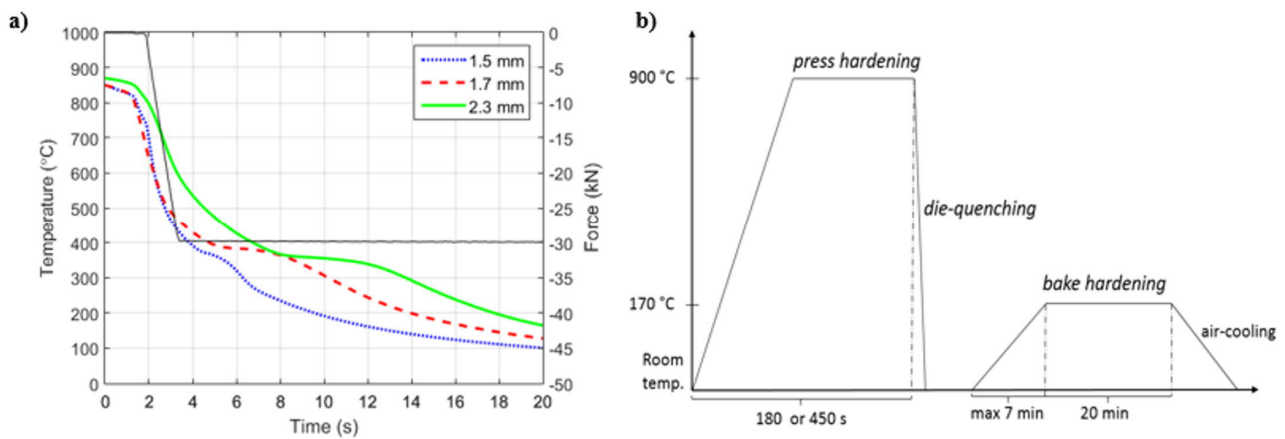 a)
1000
900
800
700
600
500
400
300
200
100
0
Temperature (°C)
0
2
4
6
8
10
12
14
16
18
20
Time (s)
0
-5
-10
-15
-20
-25
-30
-35
-40
-45
-50
Force (kN)
1.5 mm
1.7 mm
2.3 mm
b)
press hardening
900 °C
die-quenching
bake hardening
170 °C
air-cooling
Room
temp.
180 or 450 s
max 7 min
20 min